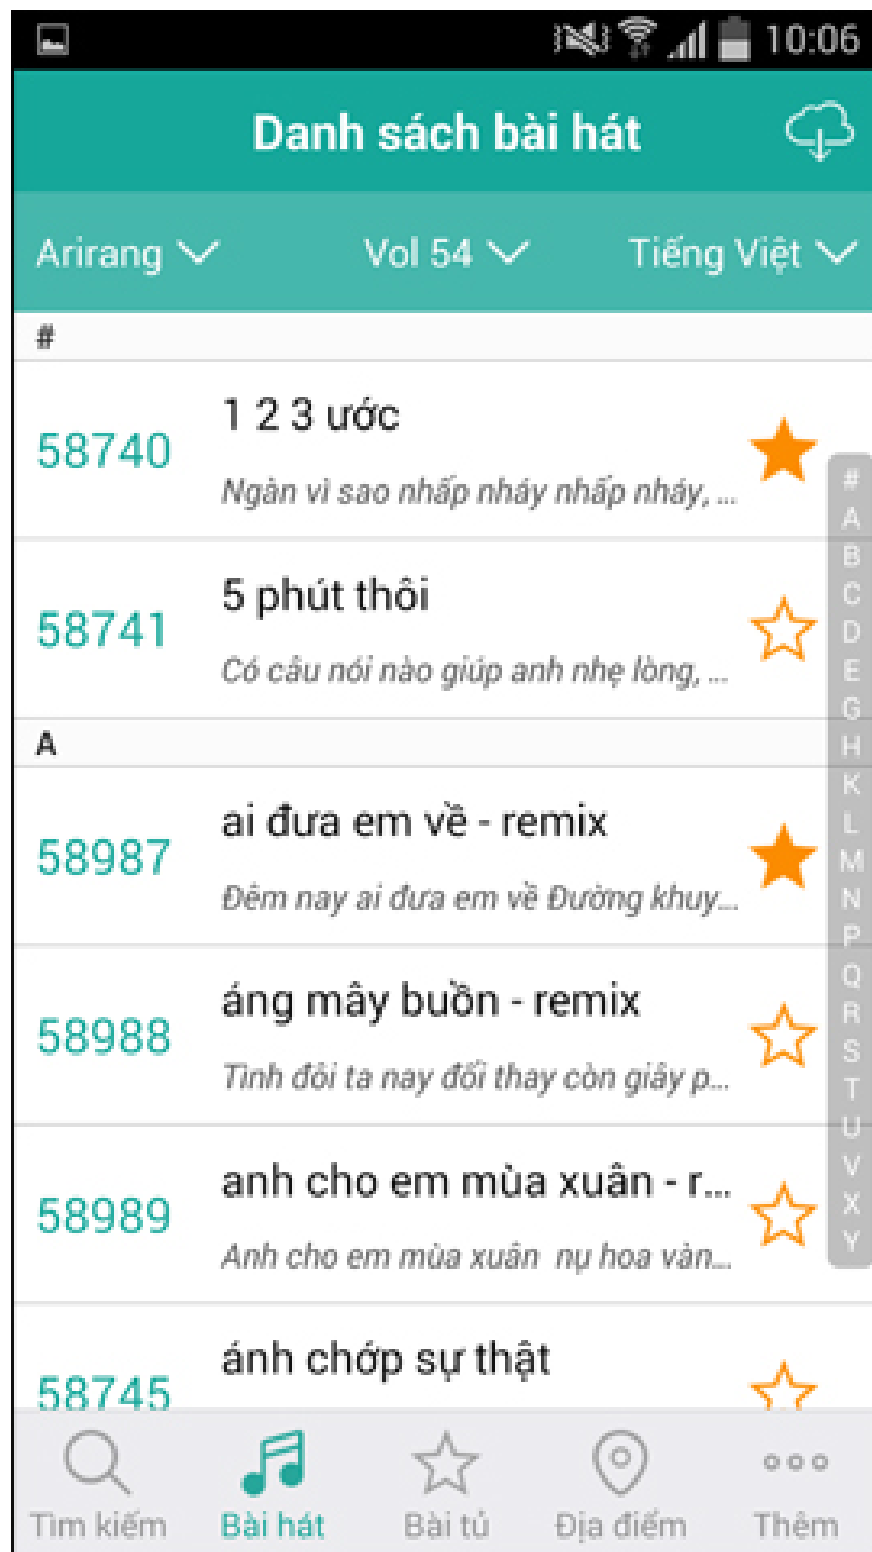 10:06
Danh sách bài hát
Arirang Vol 54 Tiếng Việt
#
1 2 3 ước
58740
Ngàn vì sao nhấp nháy nhấp nháy, ...
5 phút thôi
58741
Có câu nói nào giúp anh nhẹ lòng, ...
A
ai đưa em về - remix
58987
Đêm nay ai đưa em về Đường khuy...
áng mây buồn - remix
58988
Tình đôi ta nay đổi thay còn giây p...
anh cho em mùa xuân - r...
58989
Anh cho em mùa xuân nụ hoa vàn...
ánh chớp sự thật
58745
#
A
B
C
D
E
G
H
K
L
M
N
P
Q
R
S
T
U
V
X
Y
Tìm kiếm Bài hát Bài tủ Địa điểm Thêm